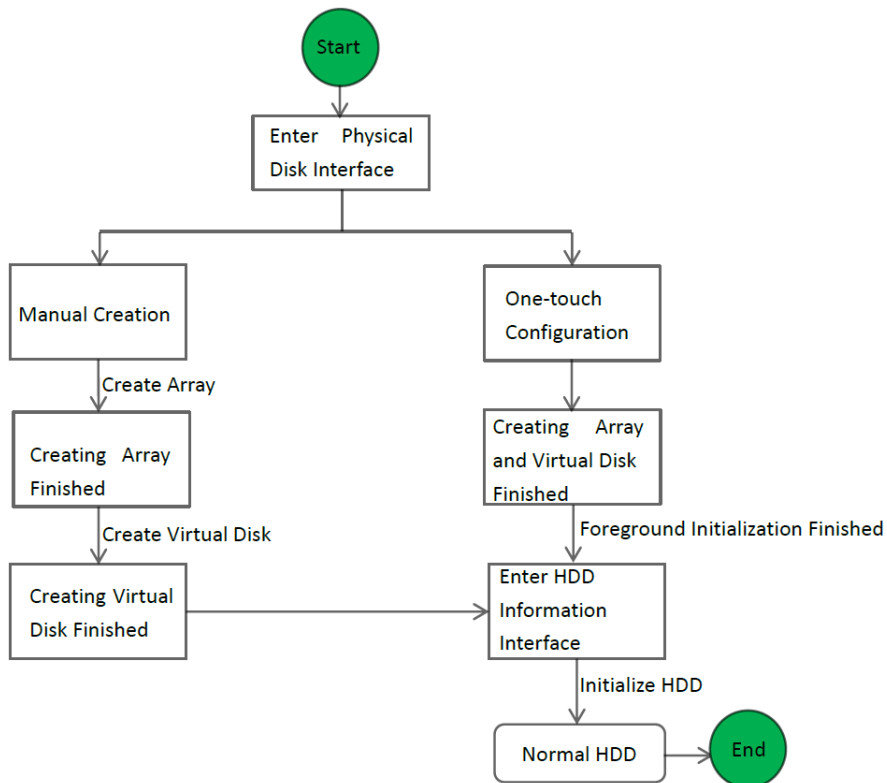 Start
Enter Physical
Disk Interface
Manual Creation
One-touch
Configuration
Create Array
Creating Array
Finished
Creating Array
and Virtual Disk
Finished
Create Virtual Disk
Foreground Initialization Finished
Creating Virtual
Disk Finished
Enter HDD
Information
Interface
Initialize HDD
Normal HDD
End